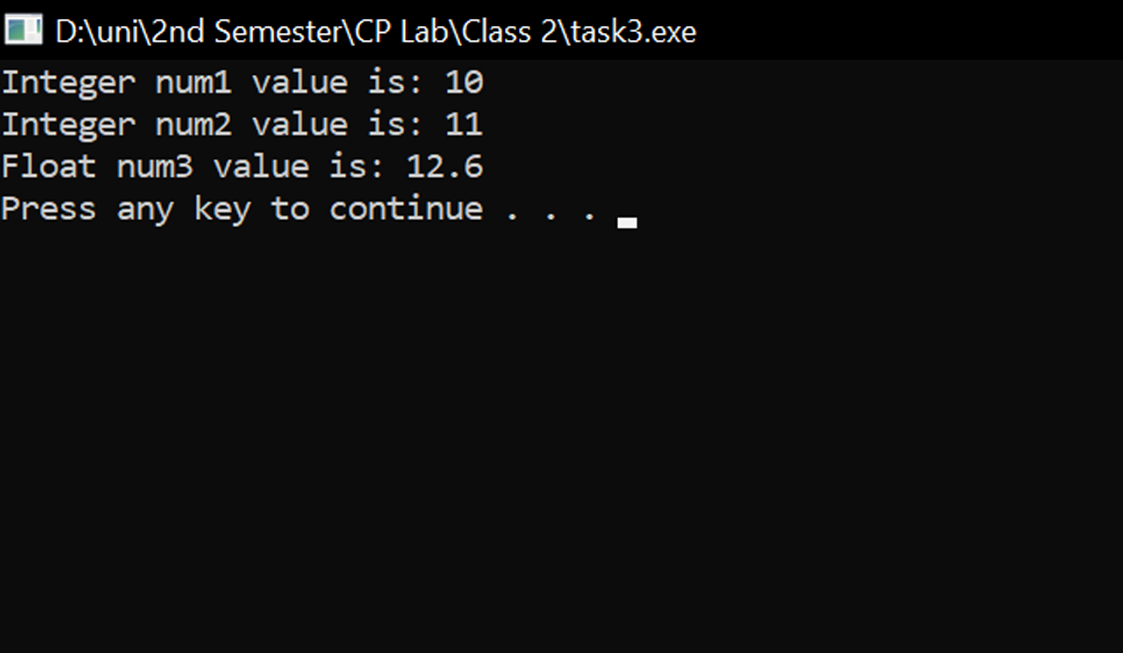 D:\uni\2nd Semester\CP Lab\Class 2\task3.exe
Integer num1 value is: 10
Integer num2 value is: 11
Float num3 value is: 12.6
Press any key to continue . . .